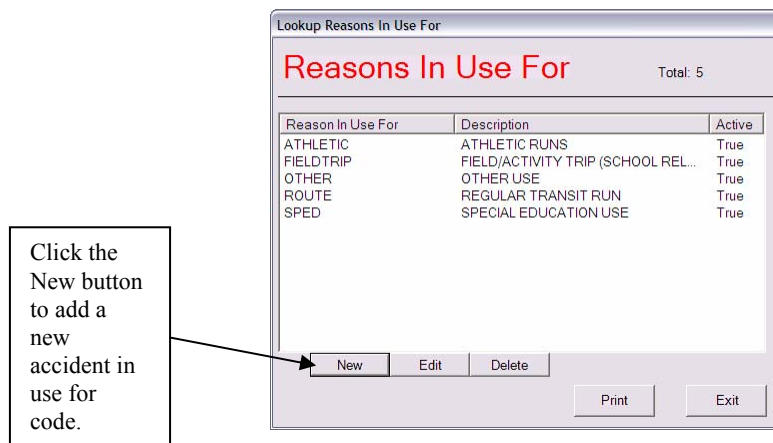 Lookup Reasons In Use For
Reasons In Use For Total: 5
Reason In Use For Description Active
ATHLETIC ATHLETIC RUNS True
FIELDTRIP FIELD/ACTIVITY TRIP (SCHOOL REL... True
OTHER OTHER USE True
ROUTE REGULAR TRANSIT RUN True
SPED SPECIAL EDUCATION USE True
Click the
New button
to add a
new
accident in
use for
code.
New Edit Delete
Print Exit